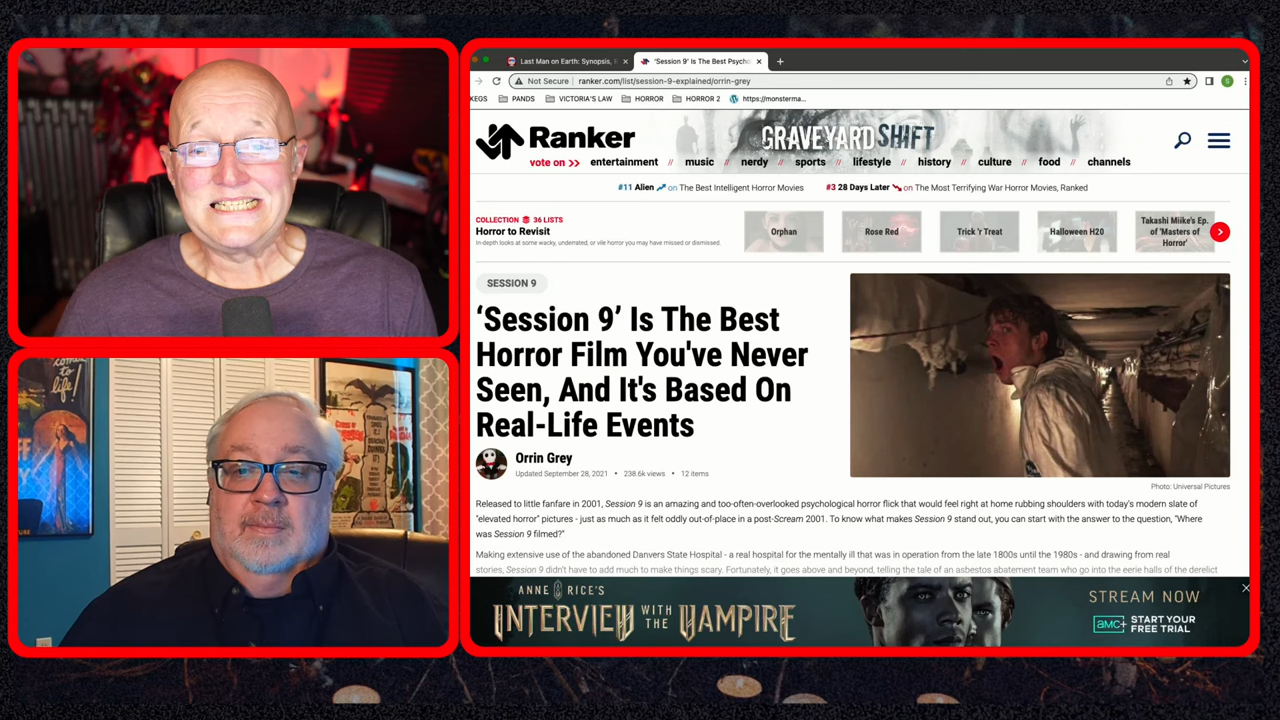 Last Man on Earth: Synopsis,
'Session 9' Is The Best Psycho
Not Secure
ranker.com/list/session-9-explained/orrin-grey
KEGS
PANDS
VICTORIA'S LAW
HORROR
HORROR 2
https://monsterma...
Ranker
GRAVEYARD SHIFT
vote on >> entertainment // music // nerdy // sports // lifestyle // history // culture // food // channels
#11 Alien on The Best Intelligent Horror Movies
#3 28 Days Later on The Most Terrifying War Horror Movies, Ranked
COLLECTION 36 LISTS
Horror to Revisit
In-depth looks at some wacky, underrated, or vile horror you may have missed or dismissed.
Orphan
Rose Red
Trick 'r Treat
Halloween H20
Takashi Miike's Ep.
of 'Masters of
Horror'
SESSION 9
‘Session 9’ Is The Best
Horror Film You've Never
Seen, And It's Based On
Real-Life Events
Orrin Grey
Updated September 28, 2021 • 238.6k views • 12 items
Photo: Universal Pictures
Released to little fanfare in 2001, Session 9 is an amazing and too-often-overlooked psychological horror flick that would feel right at home rubbing shoulders with today's modern slate of
"elevated horror" pictures - just as much as it felt oddly out-of-place in a post-Scream 2001. To know what makes Session 9 stand out, you can start with the answer to the question, "Where
was Session 9 filmed?"
Making extensive use of the abandoned Danvers State Hospital - a real hospital for the mentally ill that was in operation from the late 1800s until the 1980s - and drawing from real
stories, Session 9 didn't have to add much to make things scary. Fortunately, it goes above and beyond, telling the tale of an asbestos abatement team who go into the eerie halls of the derelict
ANNE RICE'S
INTERVIEW WITH THE VAMPIRE
STREAM NOW
amc+
START YOUR
FREE TRIAL
come
to
life!